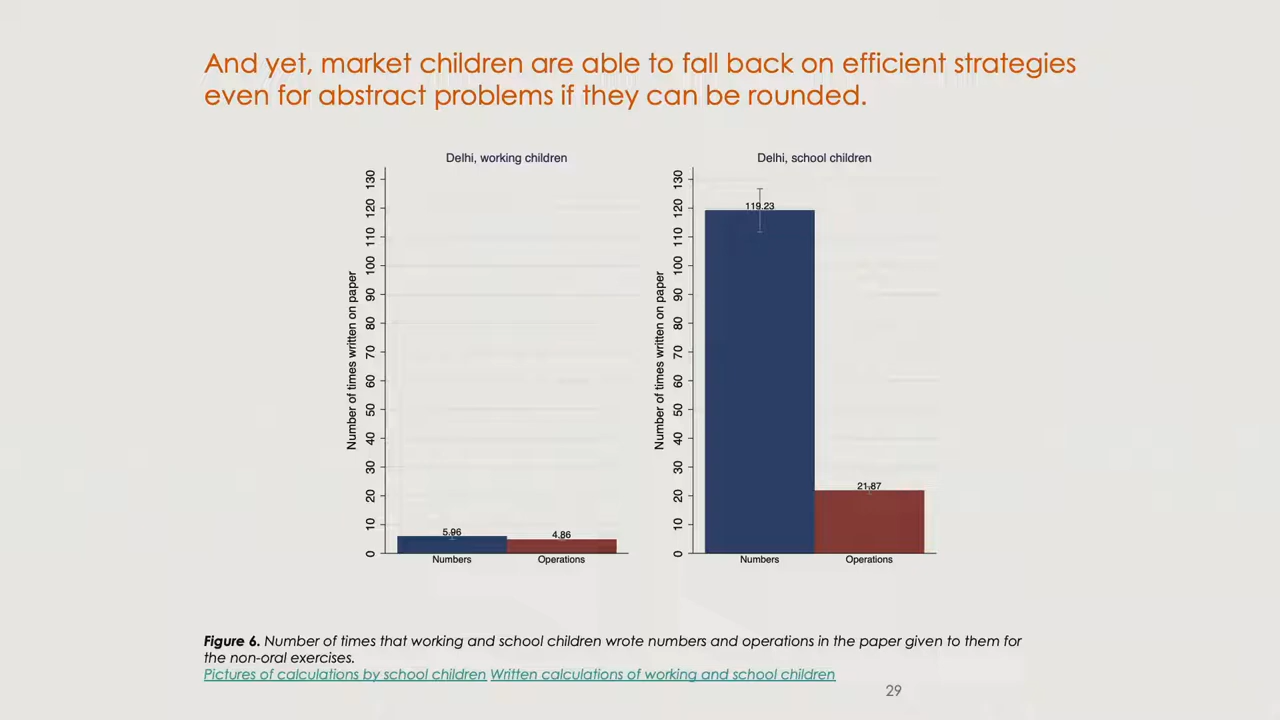 And yet, market children are able to fall back on efficient strategies
even for abstract problems if they can be rounded.
Delhi, working children
Number of times written on paper
130
120
110
100
90
80
70
60
50
40
30
20
10
0
5.96
4.86
Numbers
Operations
Delhi, school children
Number of times written on paper
130
120
110
100
90
80
70
60
50
40
30
20
10
0
119.23
21.87
Numbers
Operations
Figure 6. Number of times that working and school children wrote numbers and operations in the paper given to them for
the non-oral exercises.
Pictures of calculations by school children Written calculations of working and school children
29